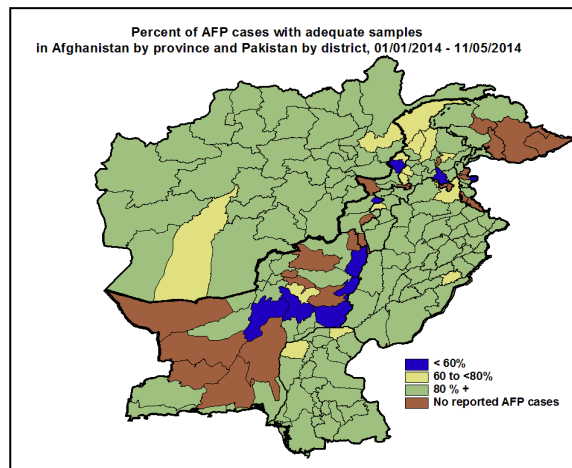 Percent of AFP cases with adequate samples
in Afghanistan by province and Pakistan by district, 01/01/2014 - 11/05/2014
< 60%
60 to <80%
80 % +
No reported AFP cases